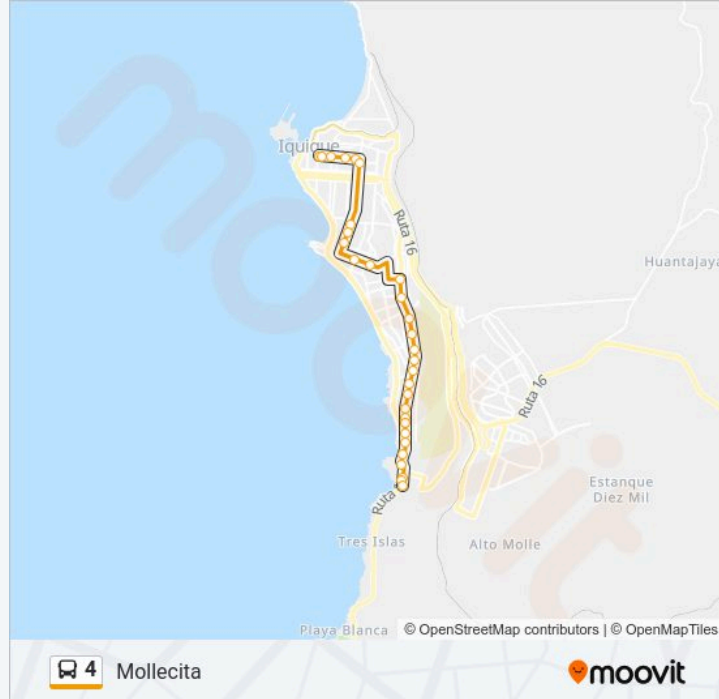 Iquique
Ruta 16
Huantajaya
Ruta 16
Estanque
Diez Mil
Ruta
Tres Islas
Alto Molle
Playa Blanca
© OpenStreetMap contributors | © OpenMapTiles
4 Mollecita
moovit